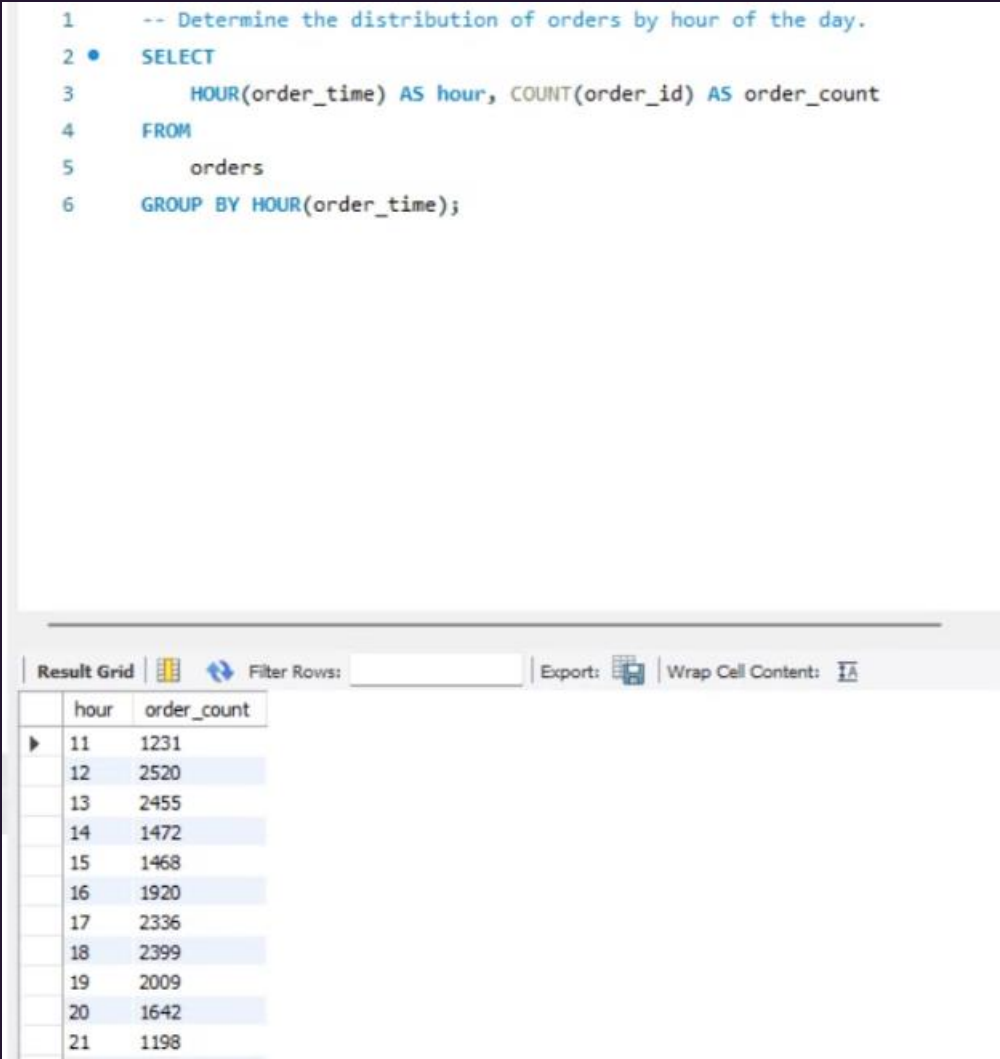 1 -- Determine the distribution of orders by hour of the day.
2 SELECT
3 HOUR(order_time) AS hour, COUNT(order_id) AS order_count
4 FROM
5 orders
6 GROUP BY HOUR(order_time);
Result Grid Filter Rows: Export: Wrap Cell Content: IA
hour order_count
11 1231
12 2520
13 2455
14 1472
15 1468
16 1920
17 2336
18 2399
19 2009
20 1642
21 1198